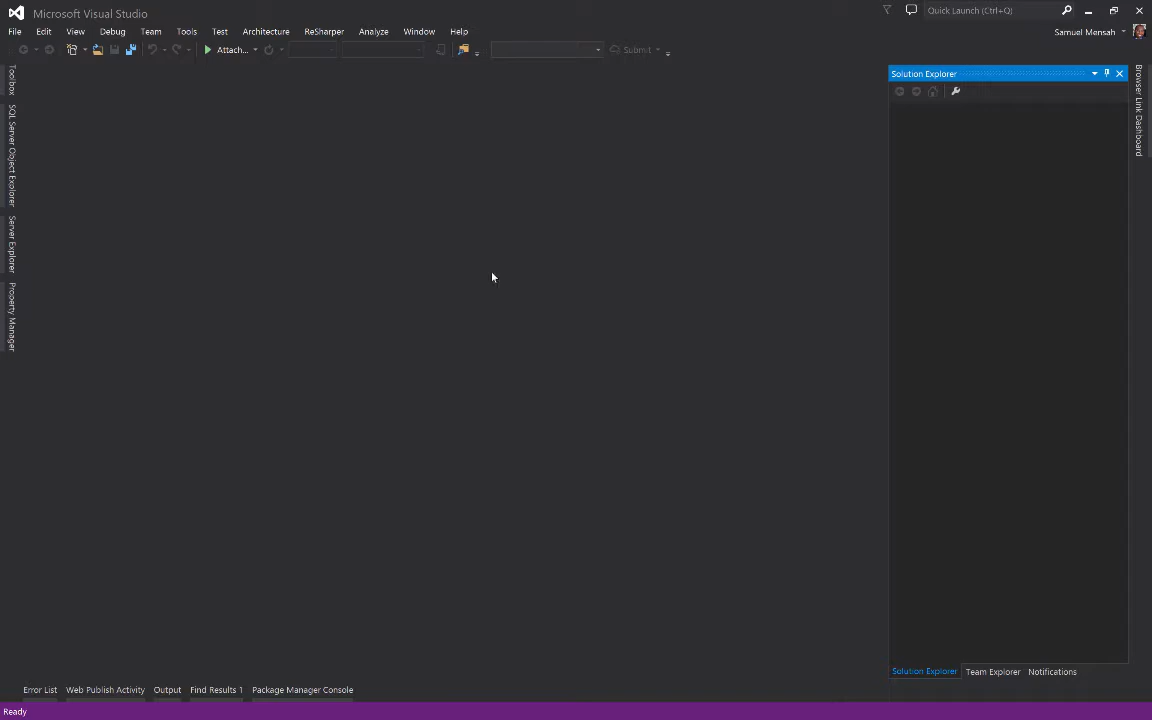 Microsoft Visual Studio
Quick Launch (Ctrl+Q)
File Edit View Debug Team Tools Test Architecture ReSharper Analyze Window Help
Samuel Mensah
Attach...
Submit
Toolbox
SQL Server Object Explorer
Server Explorer
Property Manager
Solution Explorer
Browser Link Dashboard
Solution Explorer Team Explorer Notifications
Error List Web Publish Activity Output Find Results 1 Package Manager Console
Ready